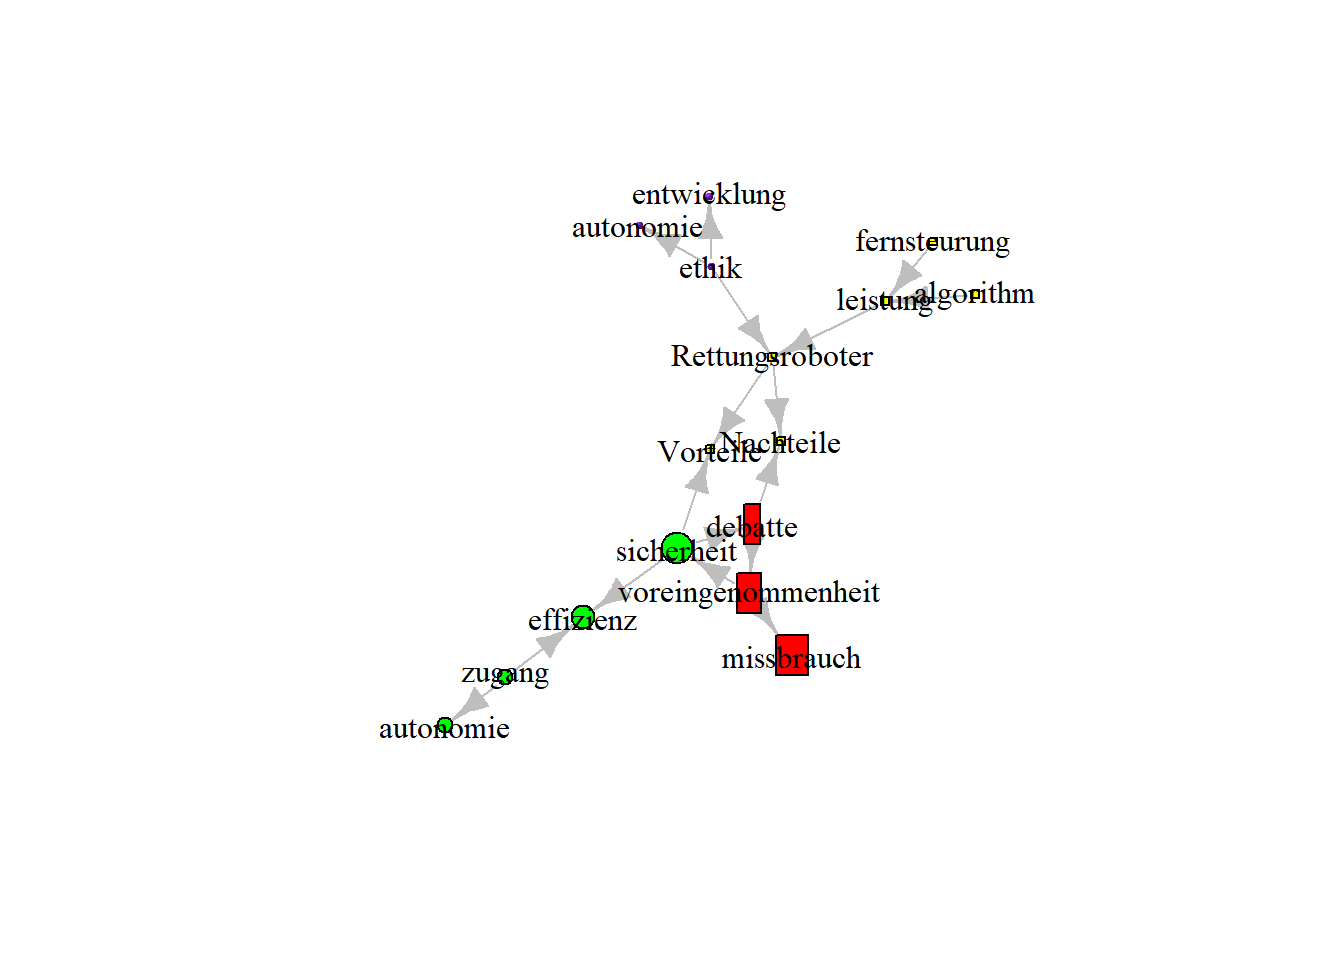 entwicklung
autonomie
fernsteurung
ethik
algorithm
leistung
Rettungsroboter
Nachteile
Vorteile
debatte
sicherheit
voreingenommenheit
effizienz
missbrauch
zugang
autonomie